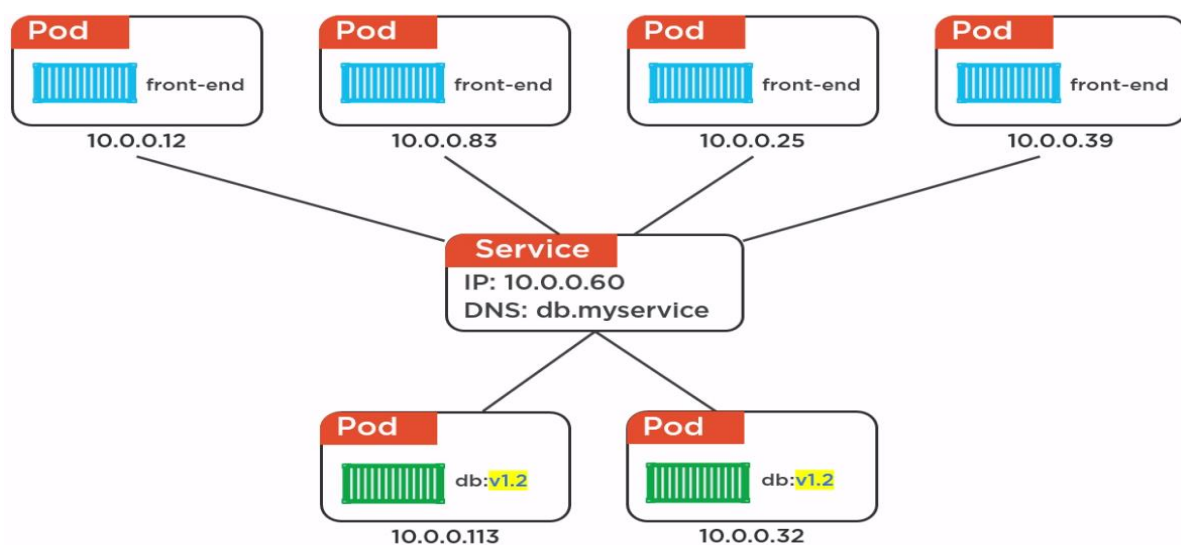 Pod
front-end
10.0.0.12
Pod
front-end
10.0.0.83
Pod
front-end
10.0.0.25
Pod
front-end
10.0.0.39
Service
IP: 10.0.0.60
DNS: db.myservice
Pod
db:v1.2
10.0.0.113
Pod
db:v1.2
10.0.0.32